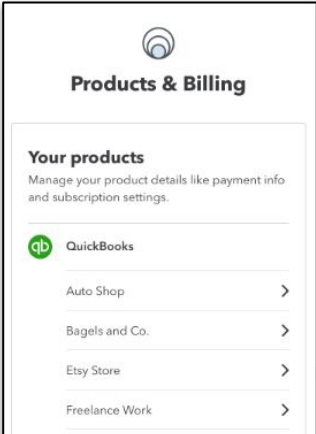 Products & Billing
Your products
Manage your product details like payment info
and subscription settings.
qb
QuickBooks
Auto Shop
Bagels and Co.
Etsy Store
Freelance Work